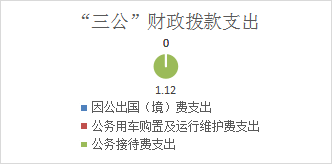 “三公”财政拨款支出
0
1.12
因公出国（境）费支出
公务用车购置及运行维护费支出
公务接待费支出